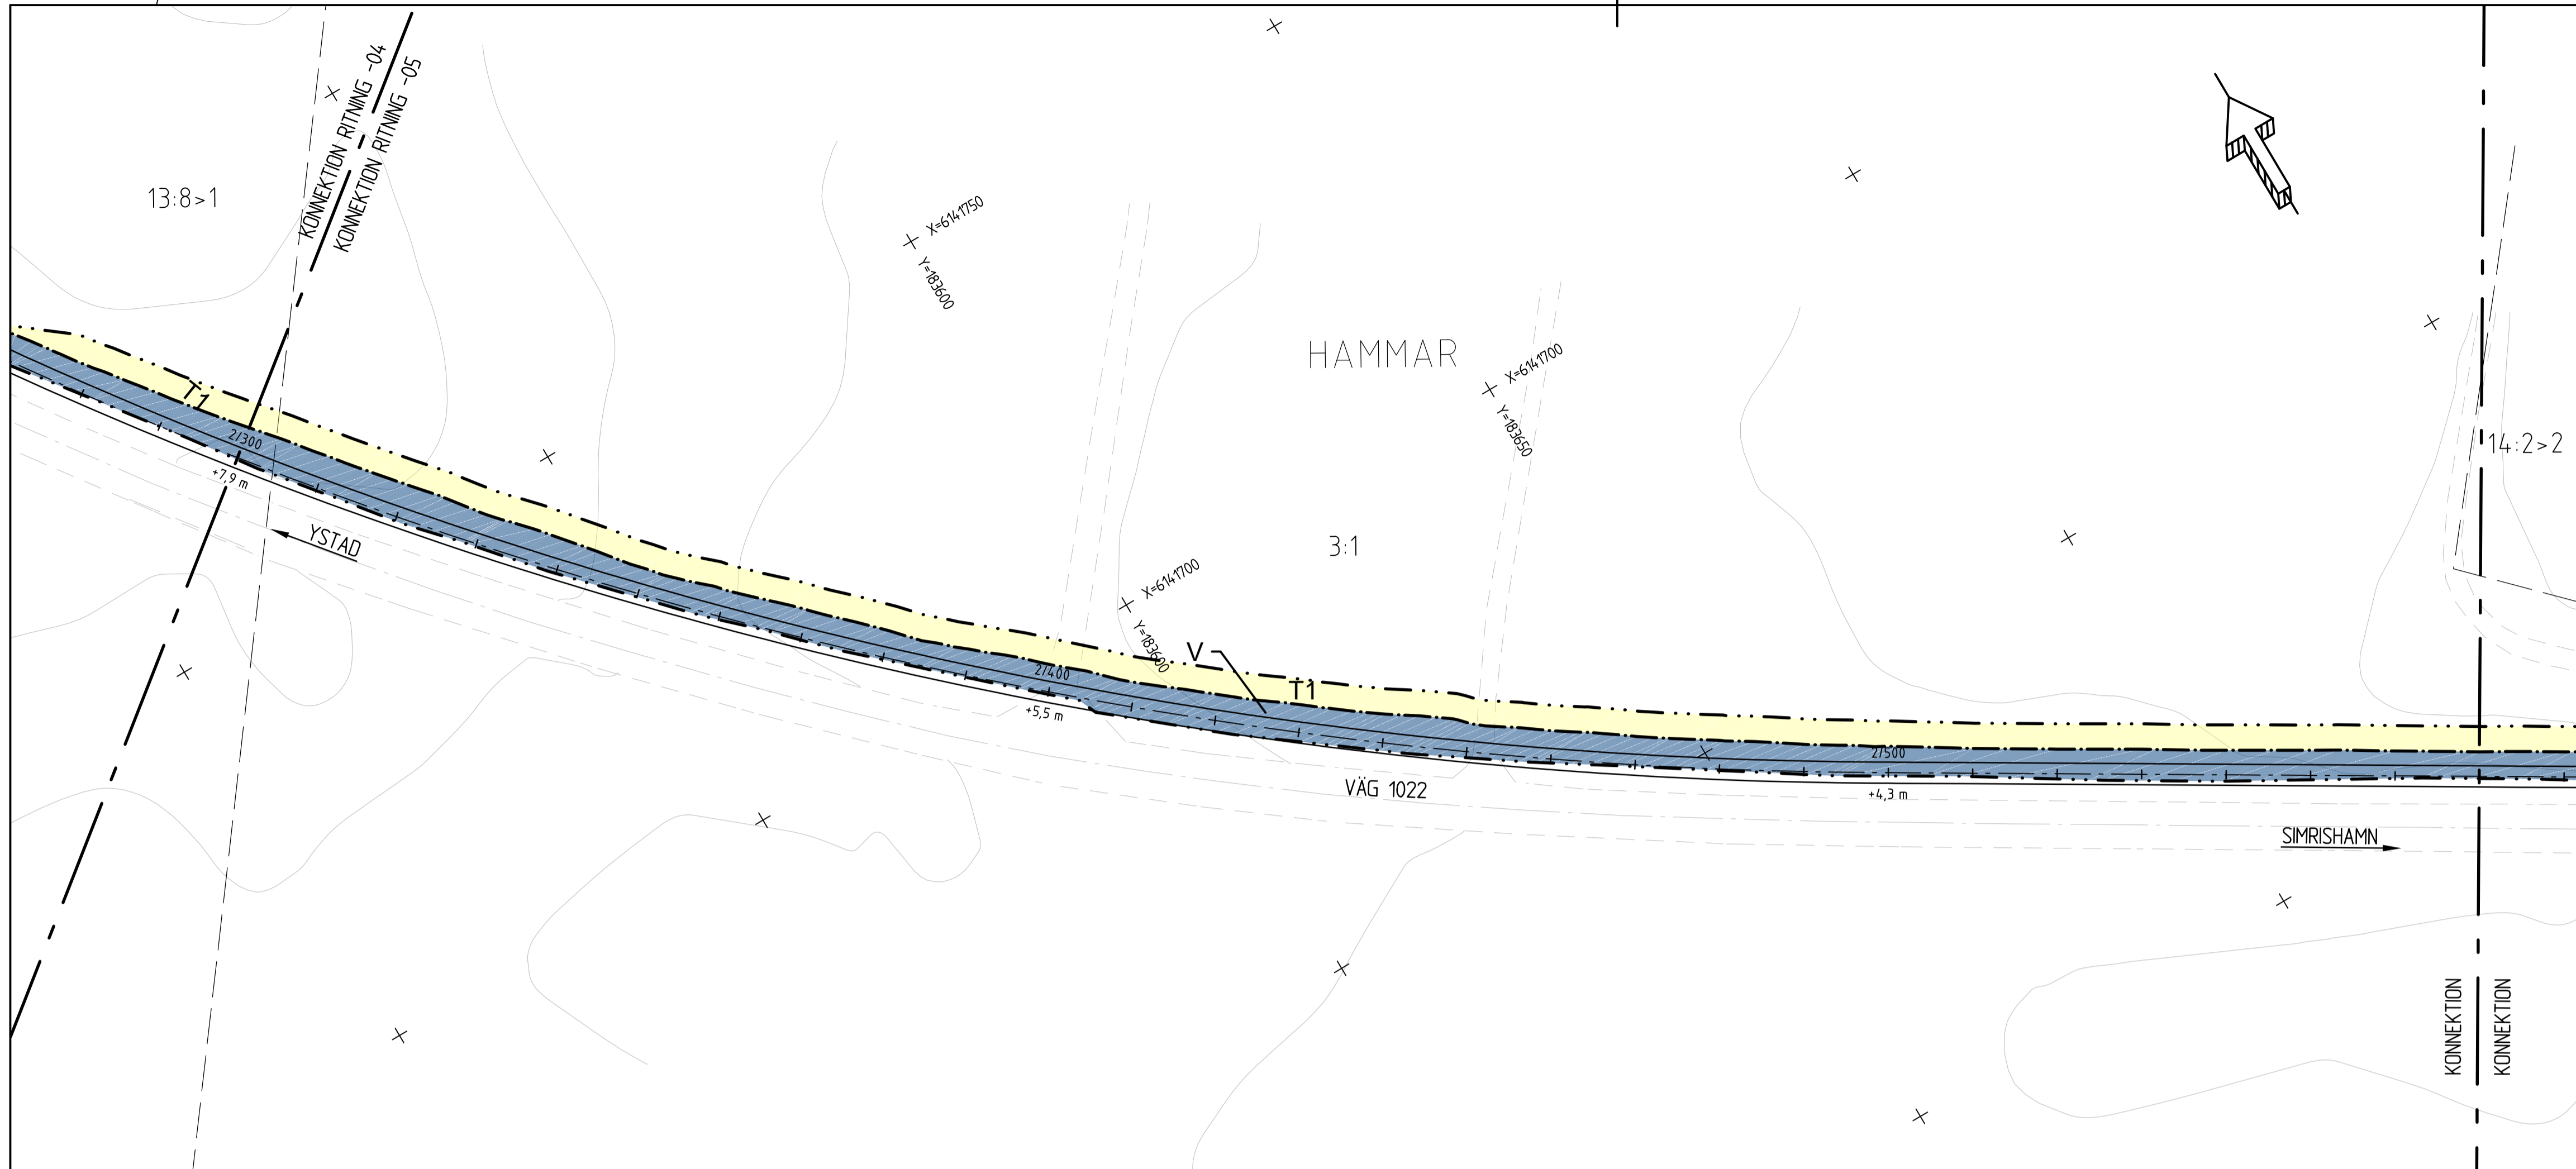 KONNEKTION RITNING -04
KONNEKTION RITNING -05
13:8>1
X=6141750
Y=183600
HAMMAR
X=6141700
Y=183650
14:2>2
T1
2/300
+7,9 m
YSTAD
3:1
X=6141700
Y=183600
V
T1
2/400
+5,5 m
2/500
+4,3 m
VÄG 1022
SIMRISHAMN
KONNEKTION
KONNEKTION